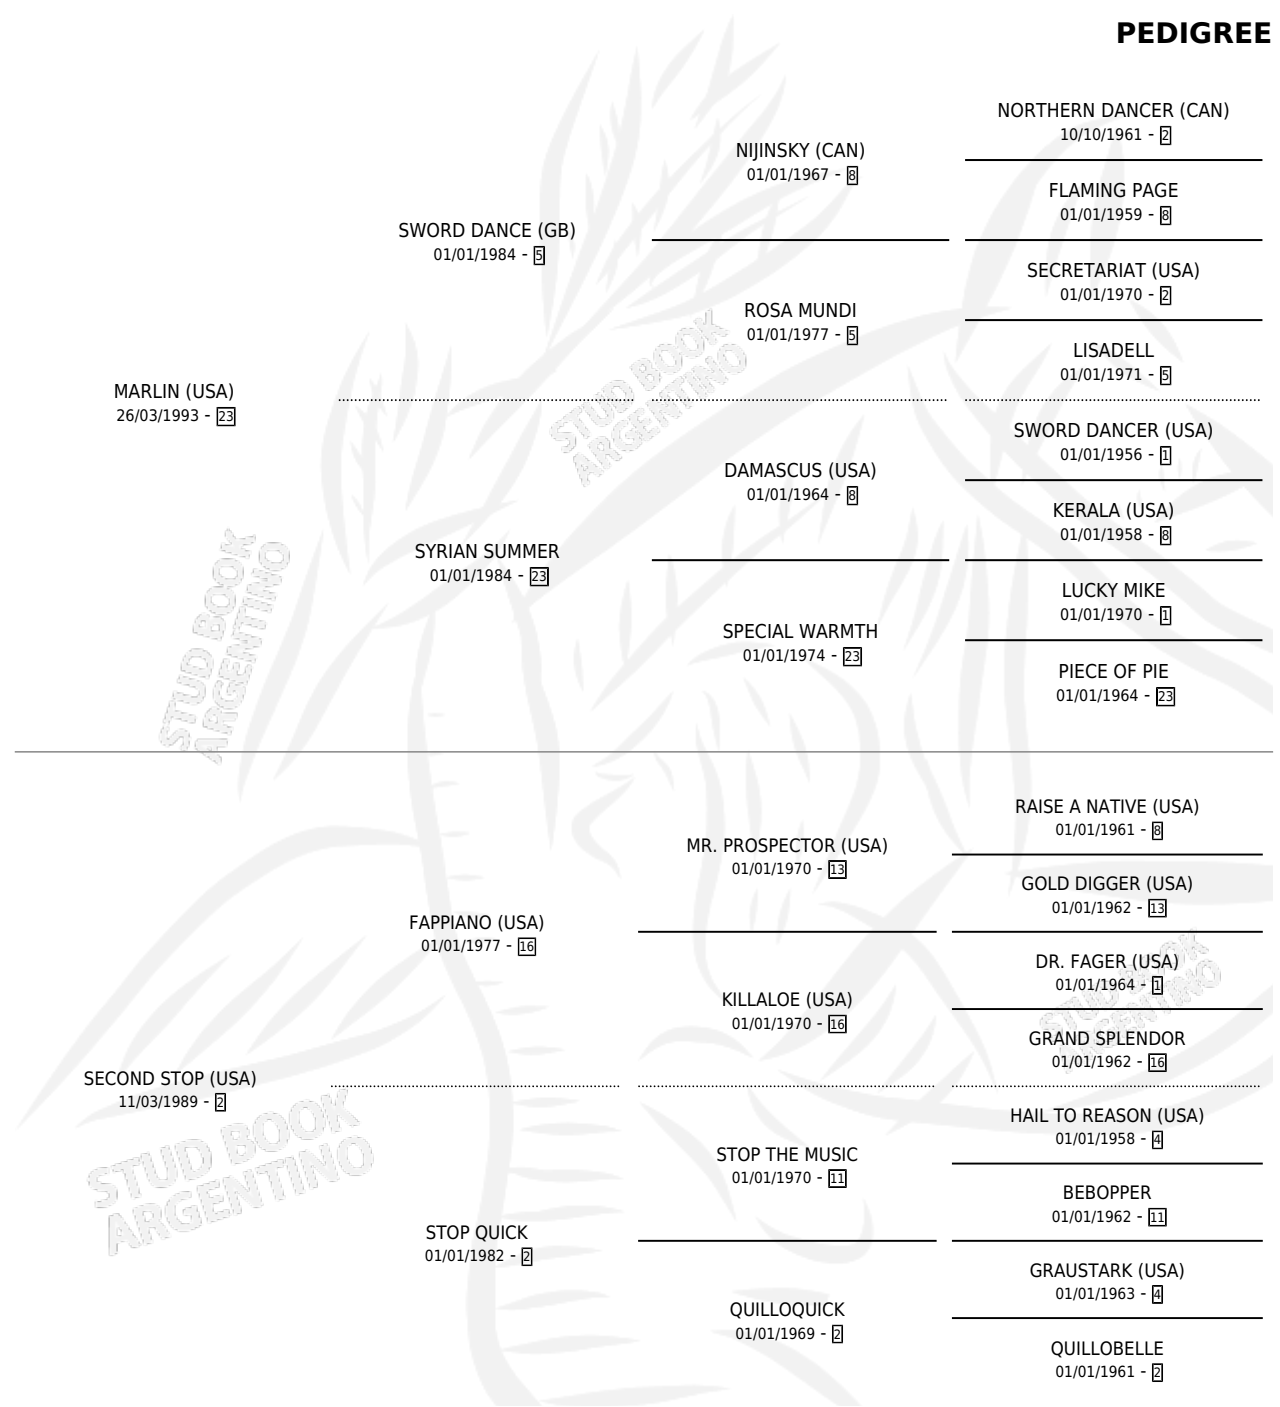 PEDIGREE
NORTHERN DANCER (CAN)
10/10/1961 - 2
NIJINSKY (CAN)
01/01/1967 - 8
FLAMING PAGE
01/01/1959 - 8
SWORD DANCE (GB)
01/01/1984 - 5
SECRETARIAT (USA)
01/01/1970 - 2
ROSA MUNDI
01/01/1977 - 5
LISADELL
01/01/1971 - 5
MARLIN (USA)
26/03/1993 - 23
STUD BOOK
ARGENTINO
SWORD DANCER (USA)
01/01/1956 - 1
DAMASCUS (USA)
01/01/1964 - 8
KERALA (USA)
01/01/1958 - 8
SYRIAN SUMMER
01/01/1984 - 23
LUCKY MIKE
01/01/1970 - 1
SPECIAL WARMTH
01/01/1974 - 23
PIECE OF PIE
01/01/1964 - 23
STUD BOOK
ARGENTINO
RAISE A NATIVE (USA)
01/01/1961 - 8
MR. PROSPECTOR (USA)
01/01/1970 - 13
GOLD DIGGER (USA)
01/01/1962 - 13
FAPPIANO (USA)
01/01/1977 - 16
DR. FAGER (USA)
01/01/1964 - 1
KILLALOE (USA)
01/01/1970 - 16
STUD BOOK
ARGENTINO
GRAND SPLENDOR
01/01/1962 - 16
SECOND STOP (USA)
11/03/1989 - 2
HAIL TO REASON (USA)
01/01/1958 - 4
STUD BOOK
ARGENTINO
STOP THE MUSIC
01/01/1970 - 11
BEBOPPER
01/01/1962 - 11
STOP QUICK
01/01/1982 - 2
GRAUSTARK (USA)
01/01/1963 - 4
QUILLOQUICK
01/01/1969 - 2
QUILLOBELLE
01/01/1961 - 2